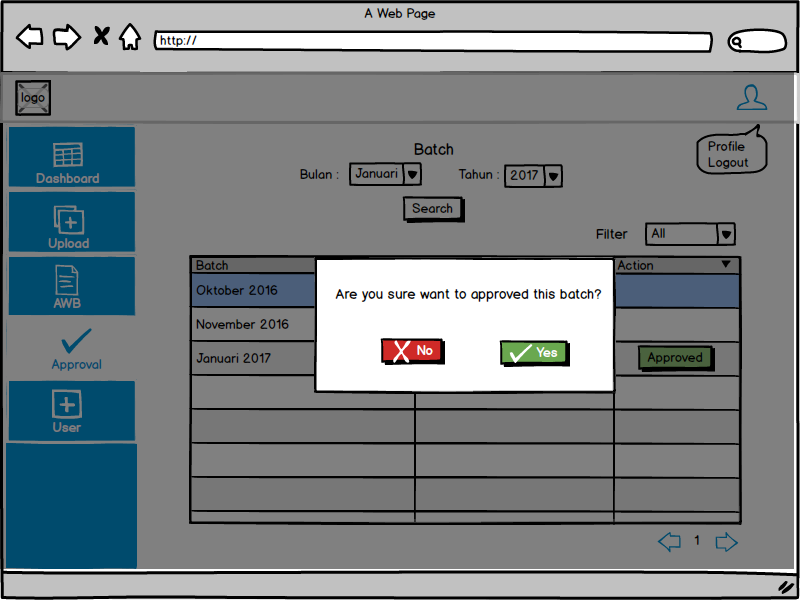 A Web Page
http://
logo
Profile
Logout
Dashboard
Upload
AWB
Approval
User
Batch
Bulan :
Januari
Tahun :
2017
Search
Filter
All
Batch
Action
Oktober 2016
November 2016
Januari 2017
Approved
Are you sure want to approved this batch?
No
Yes
1